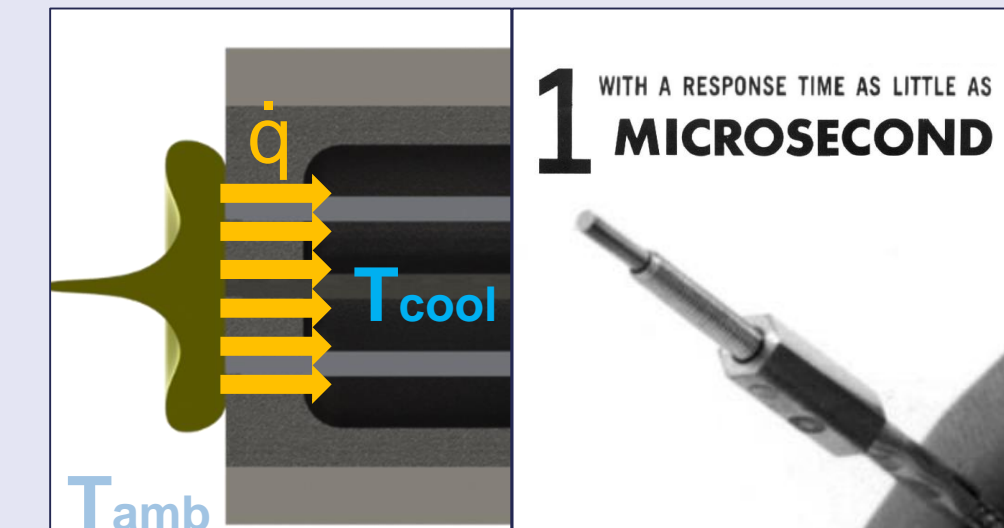 q̇
Tcool
Tamb
1 WITH A RESPONSE TIME AS LITTLE AS
MICROSECOND